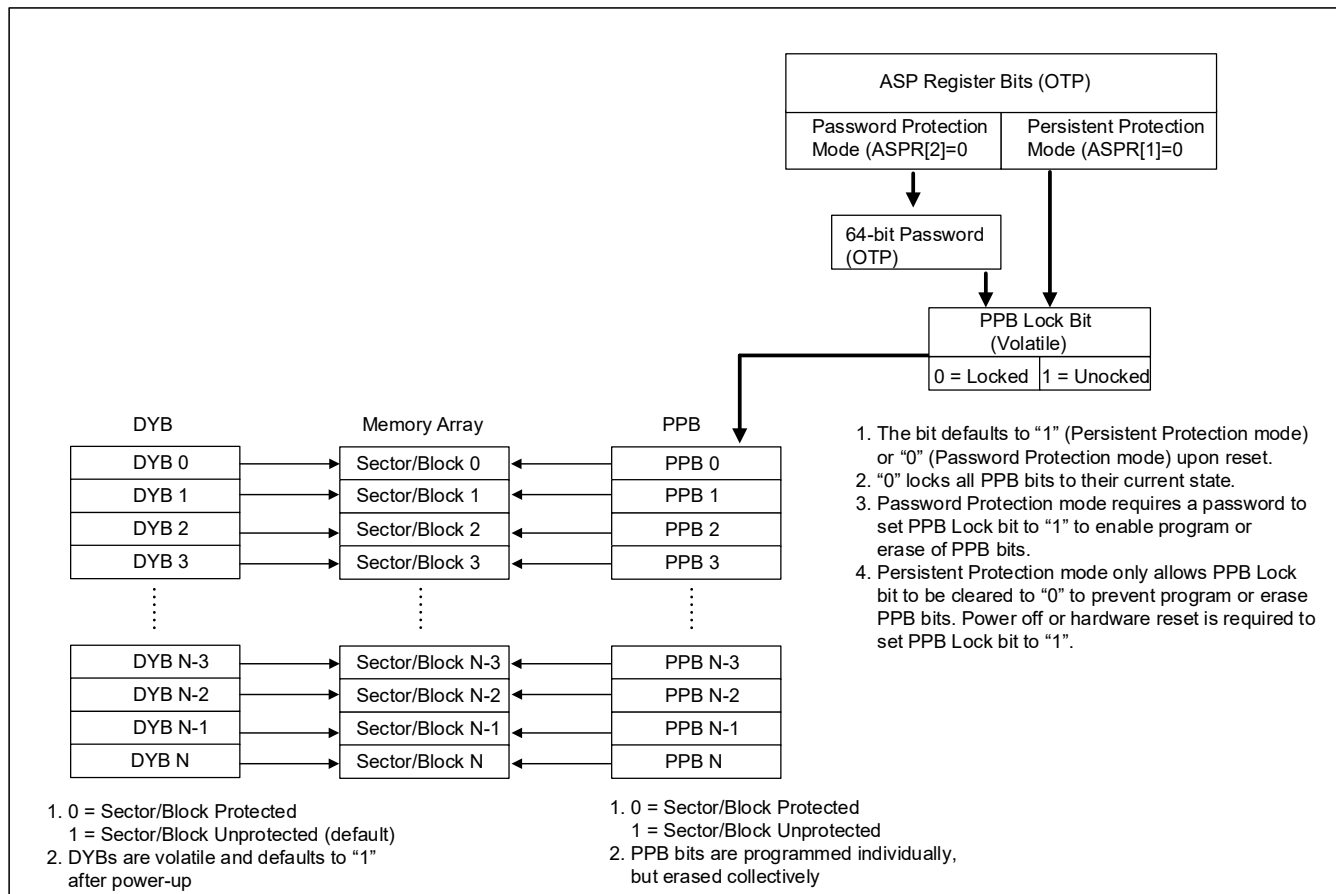 ASP Register Bits (OTP)
Password Protection
Mode (ASPR[2]=0
Persistent Protection
Mode (ASPR[1]=0
64-bit Password
(OTP)
PPB Lock Bit
(Volatile)
0 = Locked
1 = Unocked
1. The bit defaults to “1” (Persistent Protection mode)
or “0” (Password Protection mode) upon reset.
2. “0” locks all PPB bits to their current state.
3. Password Protection mode requires a password to
set PPB Lock bit to “1” to enable program or
erase of PPB bits.
4. Persistent Protection mode only allows PPB Lock
bit to be cleared to “0” to prevent program or erase
PPB bits. Power off or hardware reset is required to
set PPB Lock bit to “1”.
DYB
Memory Array
PPB
DYB 0
Sector/Block 0
PPB 0
DYB 1
Sector/Block 1
PPB 1
DYB 2
Sector/Block 2
PPB 2
DYB 3
Sector/Block 3
PPB 3
DYB N-3
Sector/Block N-3
PPB N-3
DYB N-2
Sector/Block N-2
PPB N-2
DYB N-1
Sector/Block N-1
PPB N-1
DYB N
Sector/Block N
PPB N
1. 0 = Sector/Block Protected
1 = Sector/Block Unprotected (default)
2. DYBs are volatile and defaults to “1”
after power-up
1. 0 = Sector/Block Protected
1 = Sector/Block Unprotected
2. PPB bits are programmed individually,
but erased collectively